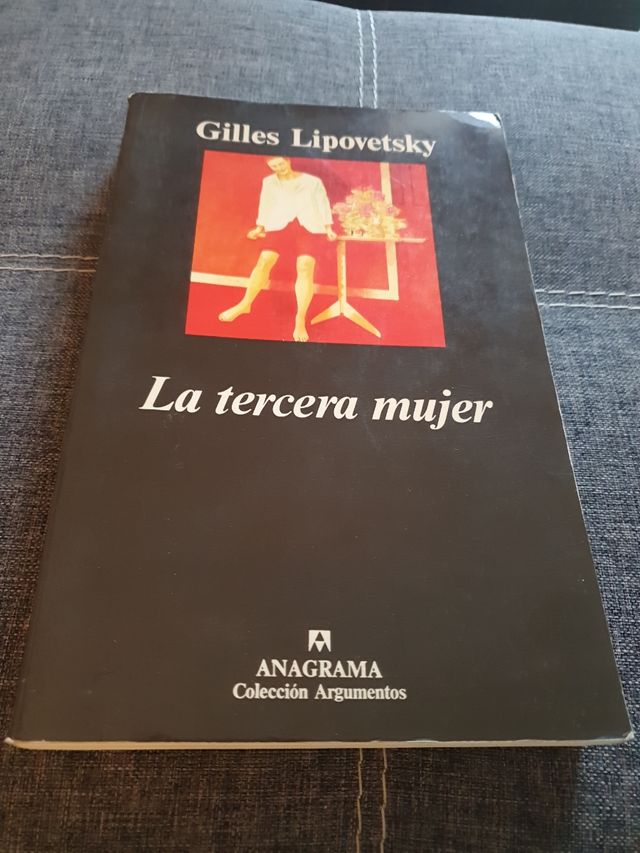 Gilles Lipovetsky
La tercera mujer
ANAGRAMA
Colección Argumentos